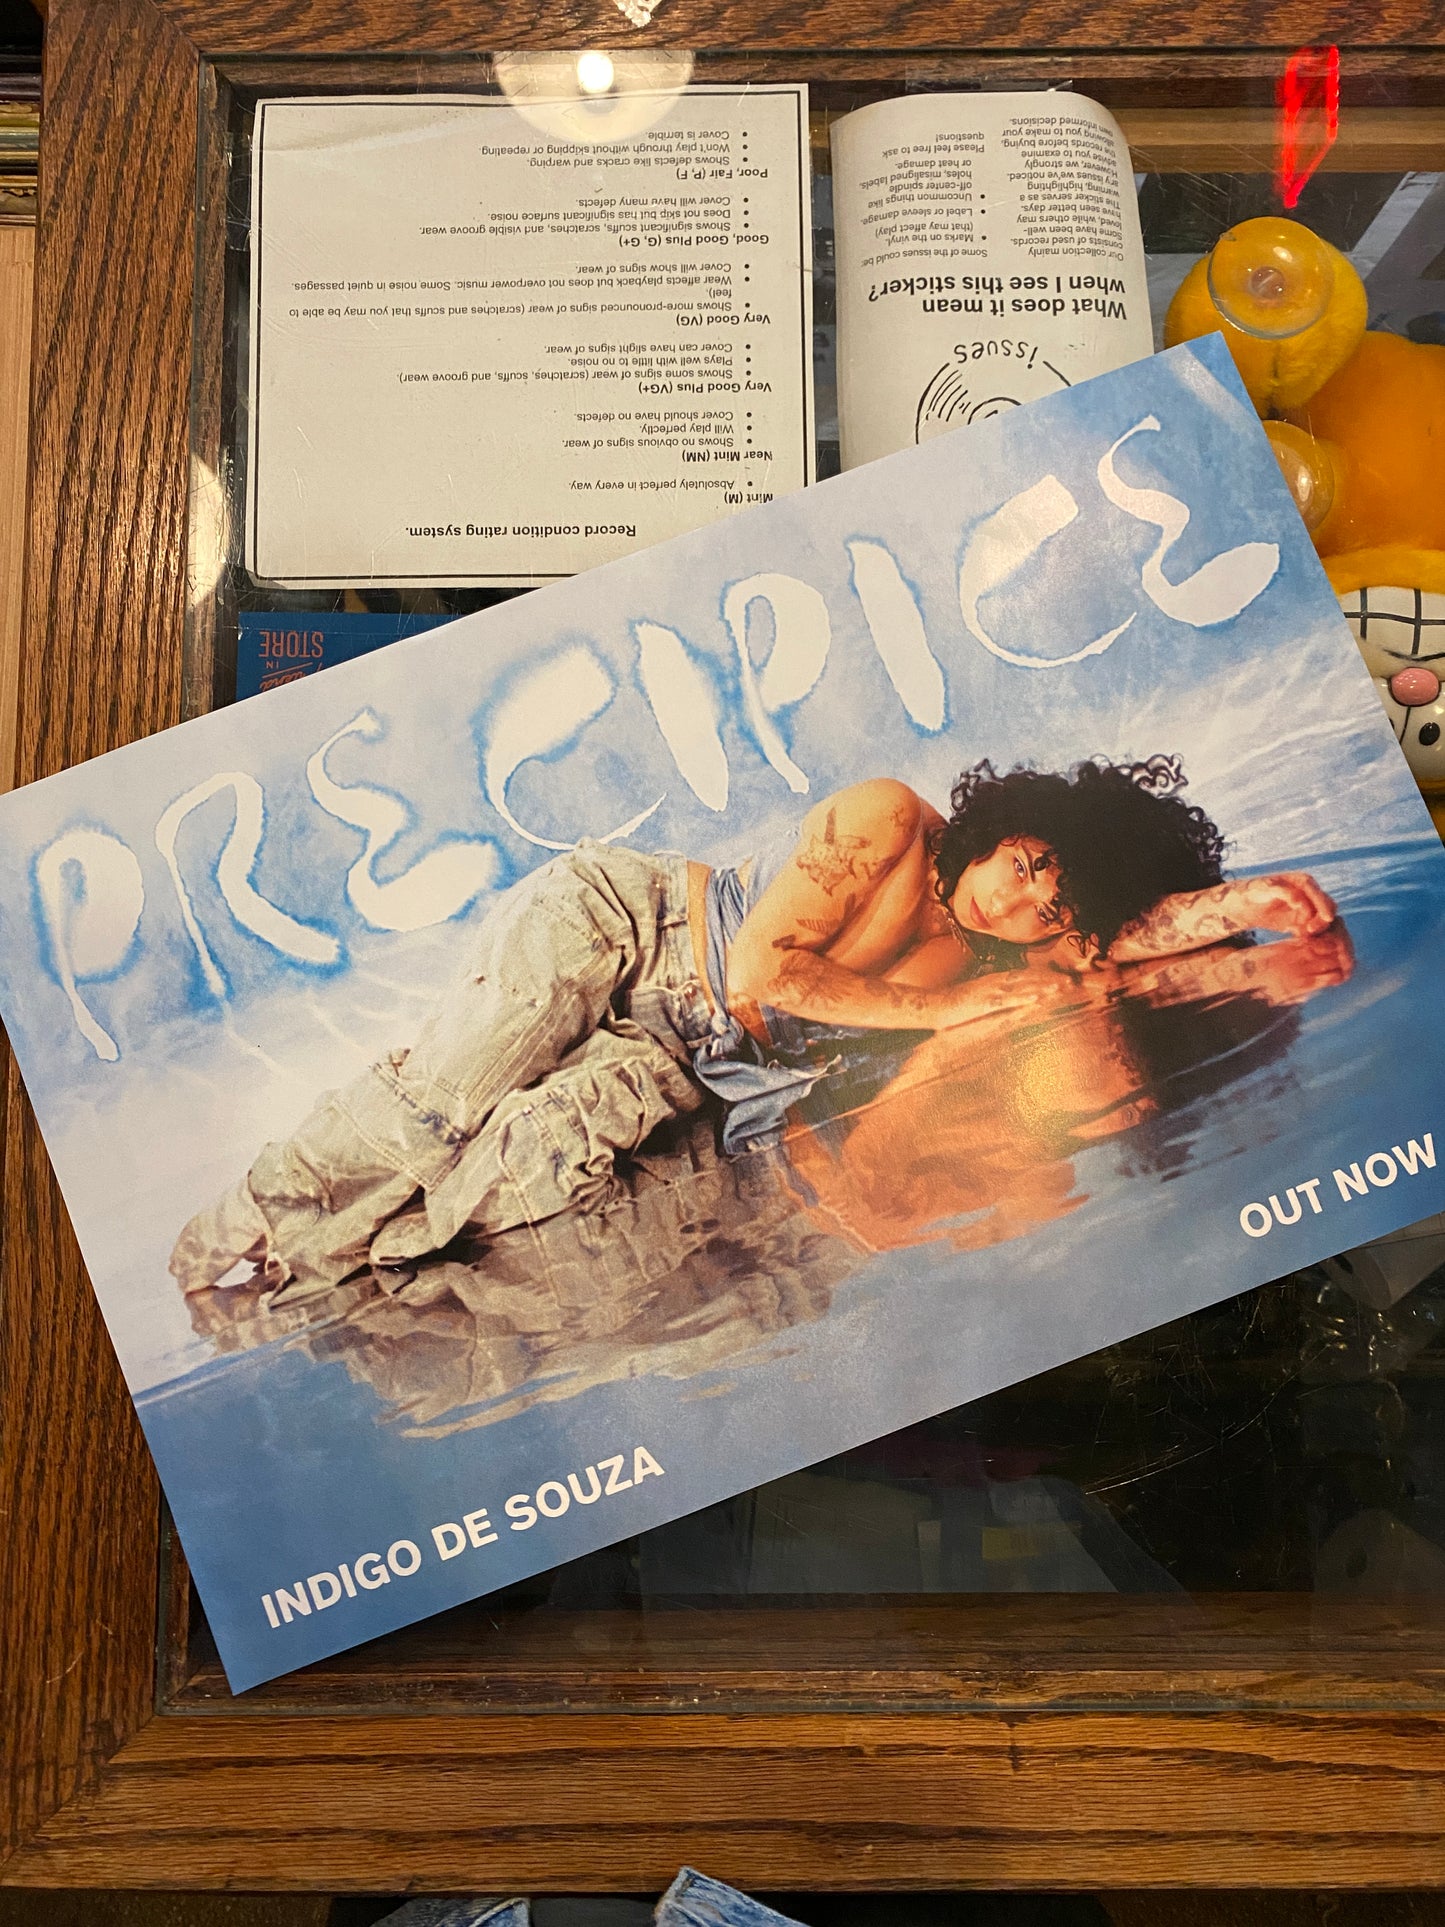 PRECIPICE
OUT NOW
INDIGO DE SOUZA
Record condition rating system.
Mint (M)
• Absolutely perfect in every way.
Near Mint (NM)
• Shows no obvious signs of wear.
• Will play perfectly.
• Cover should have no defects.
Very Good Plus (VG+)
• Shows some signs of wear (scratches, scuffs, and groove wear).
• Plays well with little to no noise.
• Cover can have slight signs of wear.
Very Good (VG)
• Shows more-pronounced signs of wear (scratches and scuffs that you may be able to
feel).
• Wear affects playback but does not overpower music. Some noise in quiet passages.
• Cover will show signs of wear.
Good, Good Plus (G, G+)
• Shows significant scuffs, scratches, and visible groove wear.
• Does not skip but has significant surface noise.
• Cover will have many defects.
Poor, Fair (P, F)
• Shows defects like cracks and warping.
• Won't play through without skipping or repeating.
• Cover is terrible.
issues
What does it mean
when I see this sticker?
Our collection mainly
consists of used records.
Some have been well-
loved, while others may
have seen better days.
The sticker serves as a
warning, highlighting
any issues we've noticed.
However, we strongly
advise you to examine
the records before buying,
allowing you to make your
own informed decisions.
Some of the issues could be:
• Marks on the vinyl.
(that may affect play)
• Label or sleeve damage.
• Uncommon things like
off-center spindle
holes, misaligned labels,
or heat damage.
Please feel free to ask
questions!
IN
STORE